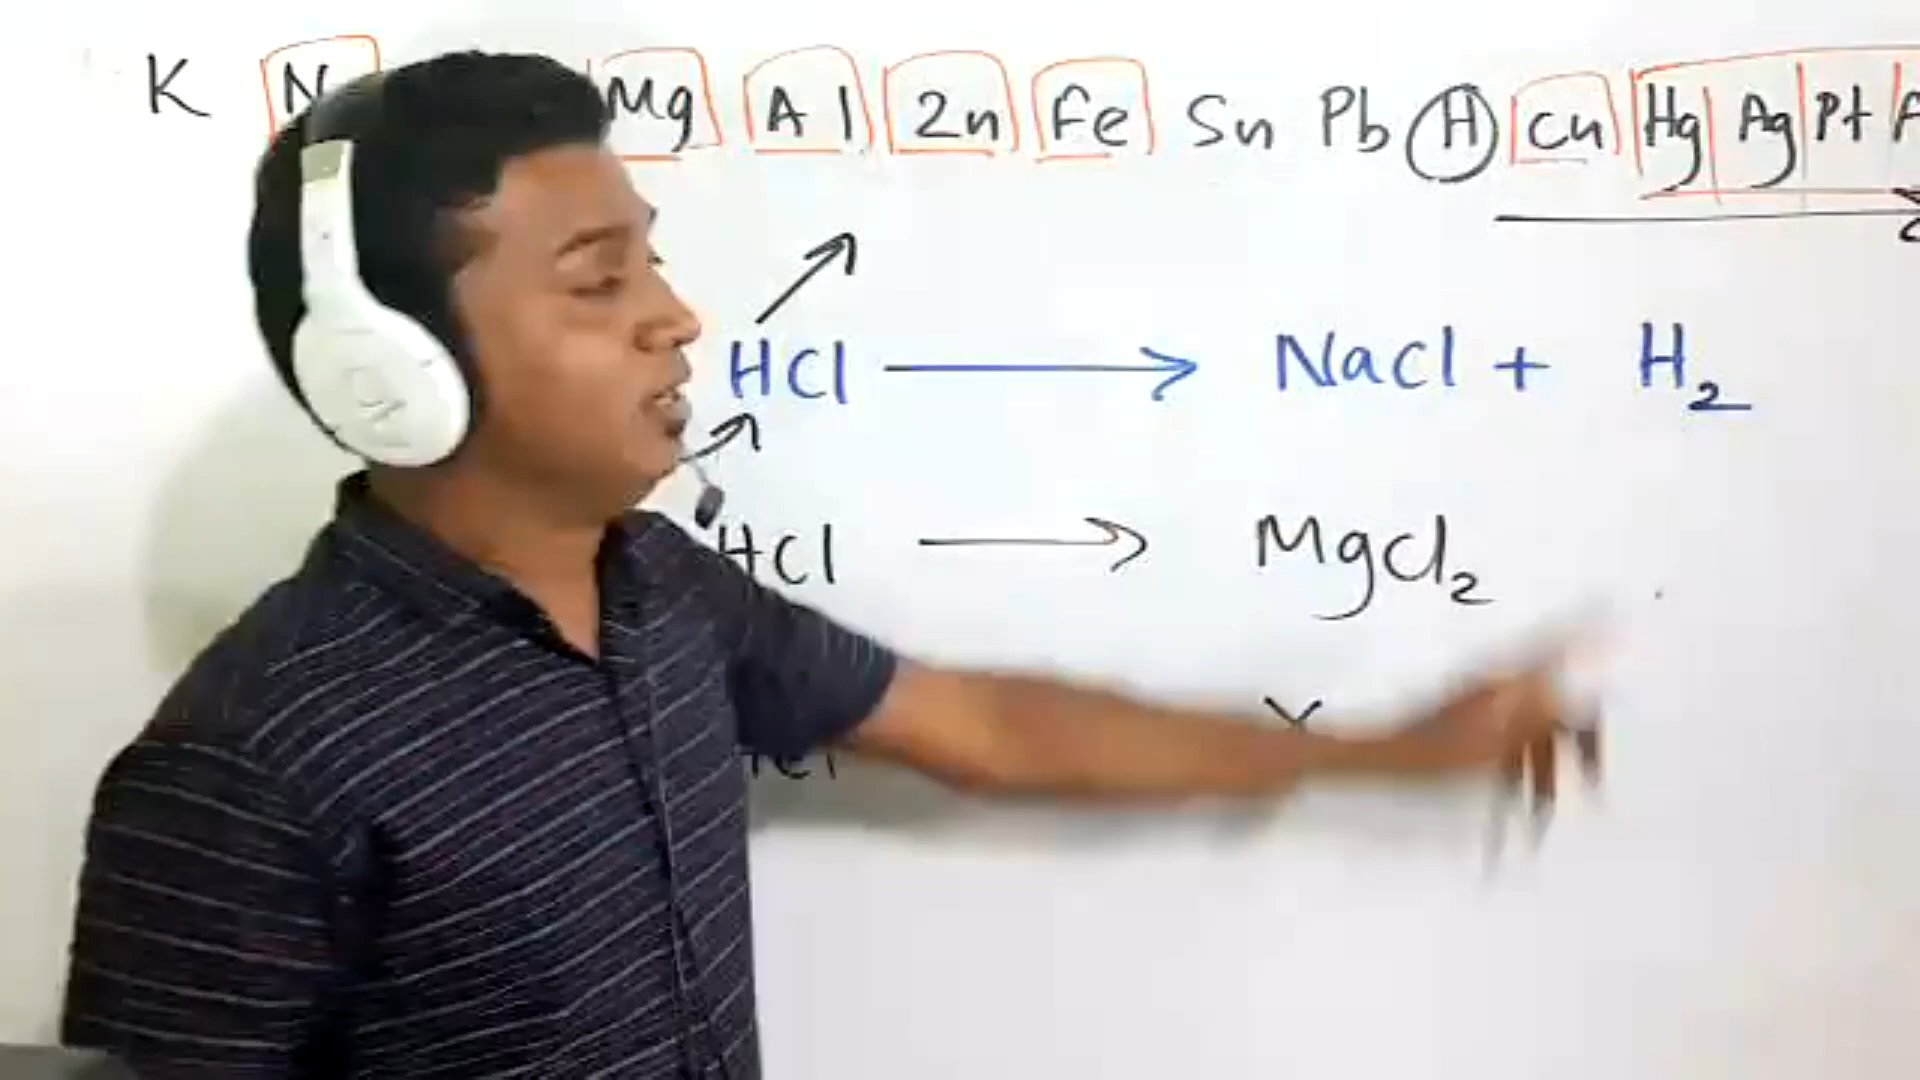 K Mg Al Zn Fe Sn Pb H Cu Hg Ag Pt
HCl → NaCl + H₂
HCl → MgCl₂